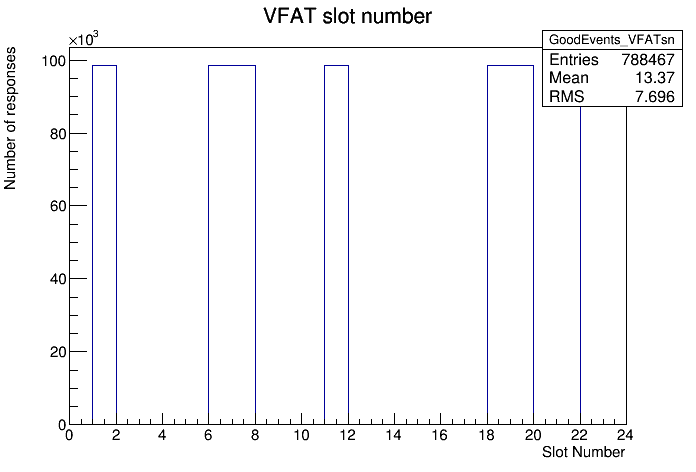 VFAT slot number
×10³
GoodEvents_VFATsn
Entries 788467
Mean 13.37
RMS 7.696
Number of responses
100
80
60
40
20
0
0 2 4 6 8 10 12 14 16 18 20 22 24
Slot Number